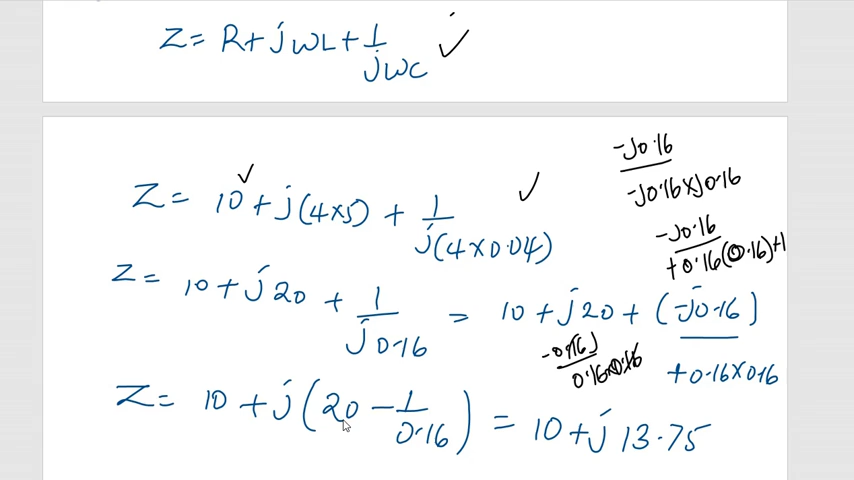 Z = R + jωL + 1/jωC ✓
-j0.16
-j0.16 × j0.16
Z = 10 + j(4×5) + 1/j(4×0.04) ✓
-j0.16
+0.16(0.16)+1
Z = 10 + j20 + 1/j0.16 = 10 + j20 + (-j0.16)/+0.16×0.16
0.16×0.16
Z = 10 + j(20 - 1/0.16) = 10 + j13.75